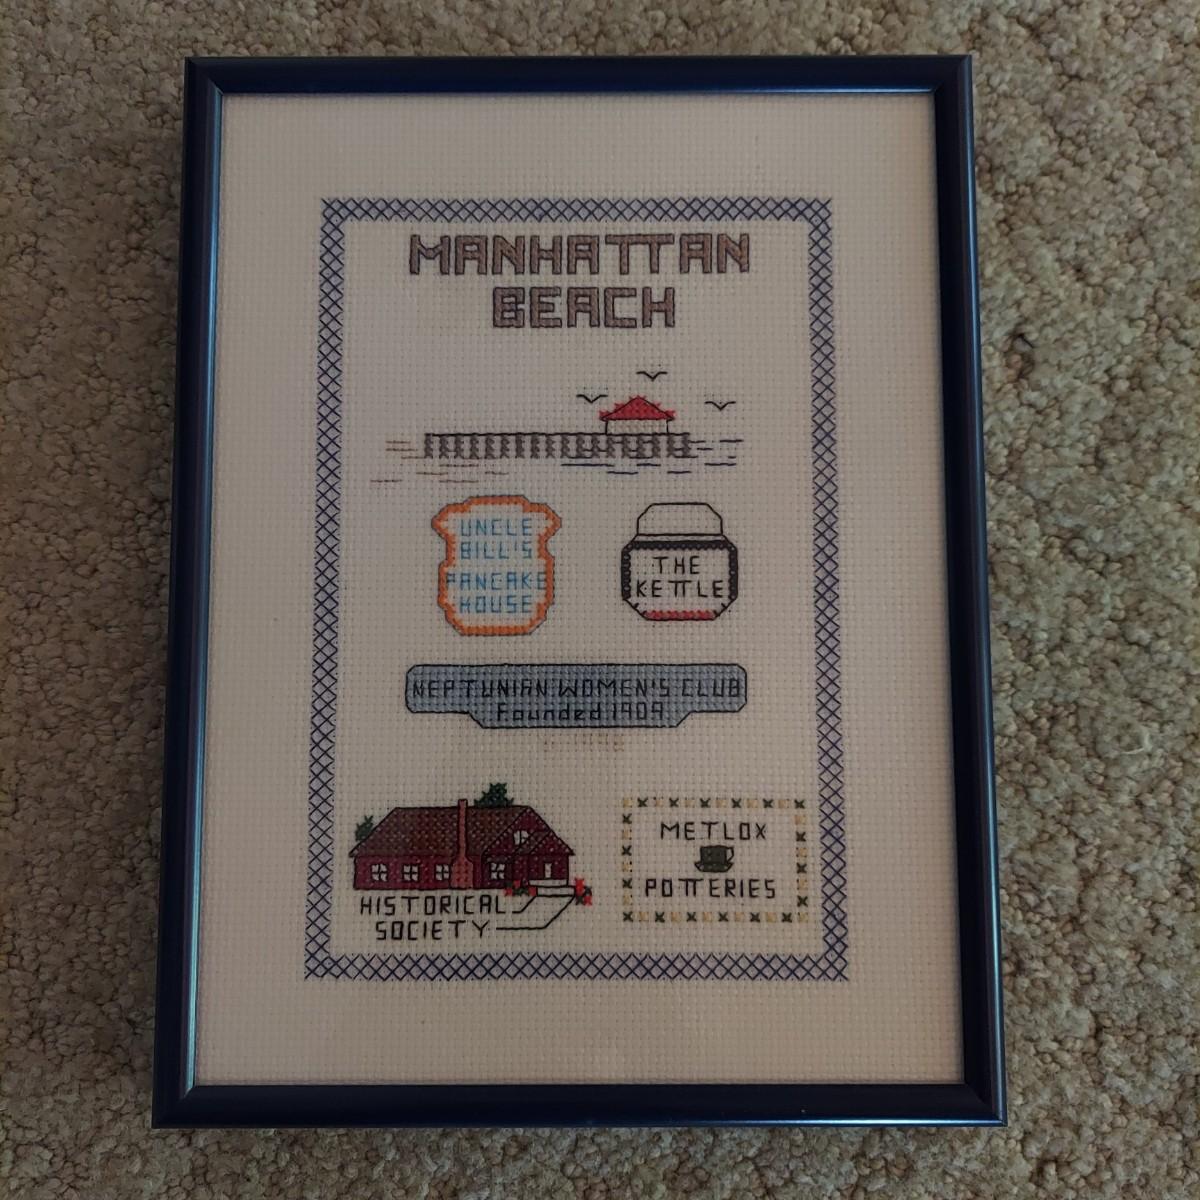 MANHATTAN
BEACH
UNCLE
BILL'S
PANCAKE
HOUSE
THE
KETTLE
NEPTUNIAN WOMEN'S CLUB
Founded 1909
HISTORICAL
SOCIETY
METLOX
POTTERIES